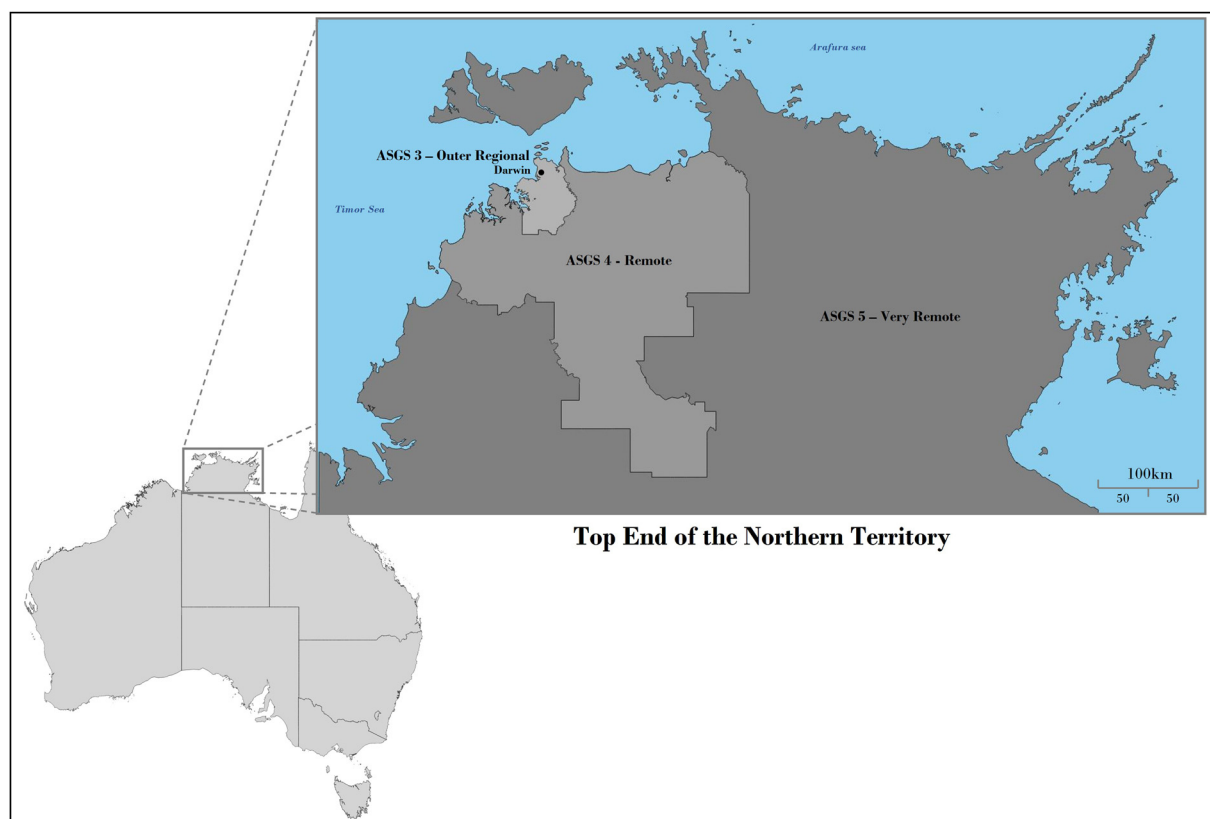 Arafura sea
ASGS 3 – Outer Regional
Darwin
Timor Sea
ASGS 4 - Remote
ASGS 5 – Very Remote
100km
50 50
Top End of the Northern Territory